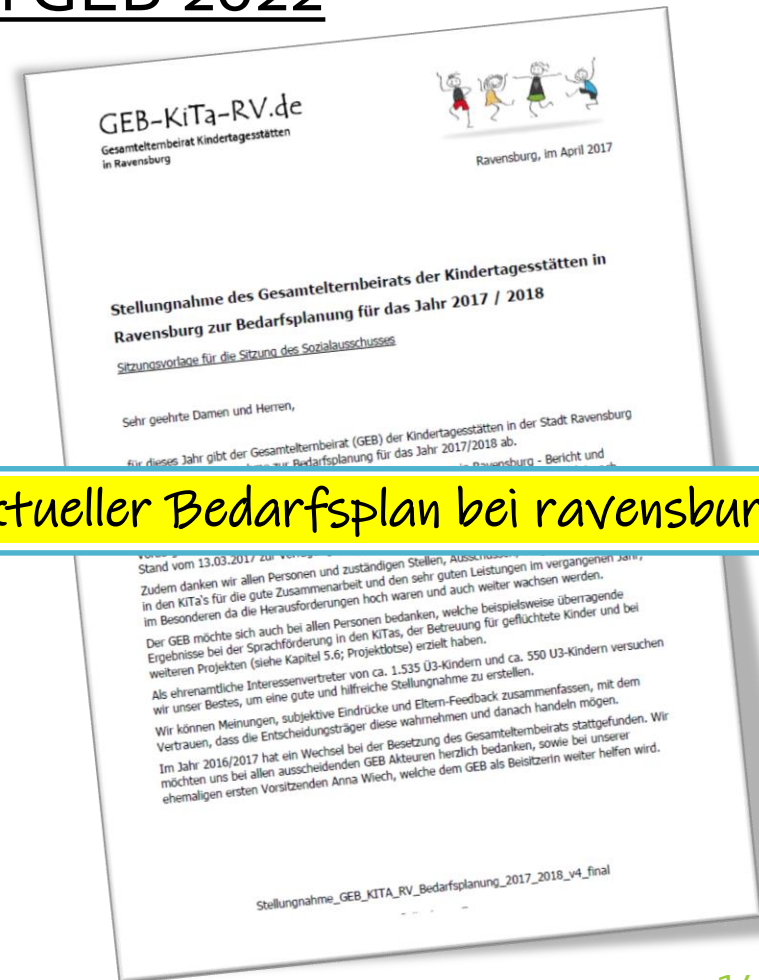 GEB 2022
GEB-KiTa-RV.de
Gesamtelternbeirat Kindertagesstätten
in Ravensburg
Ravensburg, im April 2017
Stellungnahme des Gesamtelternbeirats der Kindertagesstätten in
Ravensburg zur Bedarfsplanung für das Jahr 2017 / 2018
Sitzungsvorlage für die Sitzung des Sozialausschusses
Sehr geehrte Damen und Herren,
für dieses Jahr gibt der Gesamtelternbeirat (GEB) der Kindertagesstätten in der Stadt Ravensburg
zur Bedarfsplanung für das Jahr 2017/2018 ab.
Ravensburg - Bericht und
ktueller Bedarfsplan bei ravensbur
Stand vom 13.03.2017 zur
Zudem danken wir allen Personen und zuständigen Stellen,
in den KiTa's für die gute Zusammenarbeit und den sehr guten Leistungen im vergangenen Jahr,
im Besonderen da die Herausforderungen hoch waren und auch weiter wachsen werden.
Der GEB möchte sich auch bei allen Personen bedanken, welche beispielsweise überragende
Ergebnisse bei der Sprachförderung in den KiTas, der Betreuung für geflüchtete Kinder und bei
weiteren Projekten (siehe Kapitel 5.6; Projektlotse) erzielt haben.
Als ehrenamtliche Interessenvertreter von ca. 1.535 Ü3-Kindern und ca. 550 U3-Kindern versuchen
wir unser Bestes, um eine gute und hilfreiche Stellungnahme zu erstellen.
Wir können Meinungen, subjektive Eindrücke und Eltern-Feedback zusammenfassen, mit dem
Vertrauen, dass die Entscheidungsträger diese wahrnehmen und danach handeln mögen.
Im Jahr 2016/2017 hat ein Wechsel bei der Besetzung des Gesamtelternbeirats stattgefunden. Wir
möchten uns bei allen ausscheidenden GEB Akteuren herzlich bedanken, sowie bei unserer
ehemaligen ersten Vorsitzenden Anna Wiech, welche dem GEB als Beisitzerin weiter helfen wird.
Stellungnahme_GEB_KITA_RV_Bedarfsplanung_2017_2018_v4_final